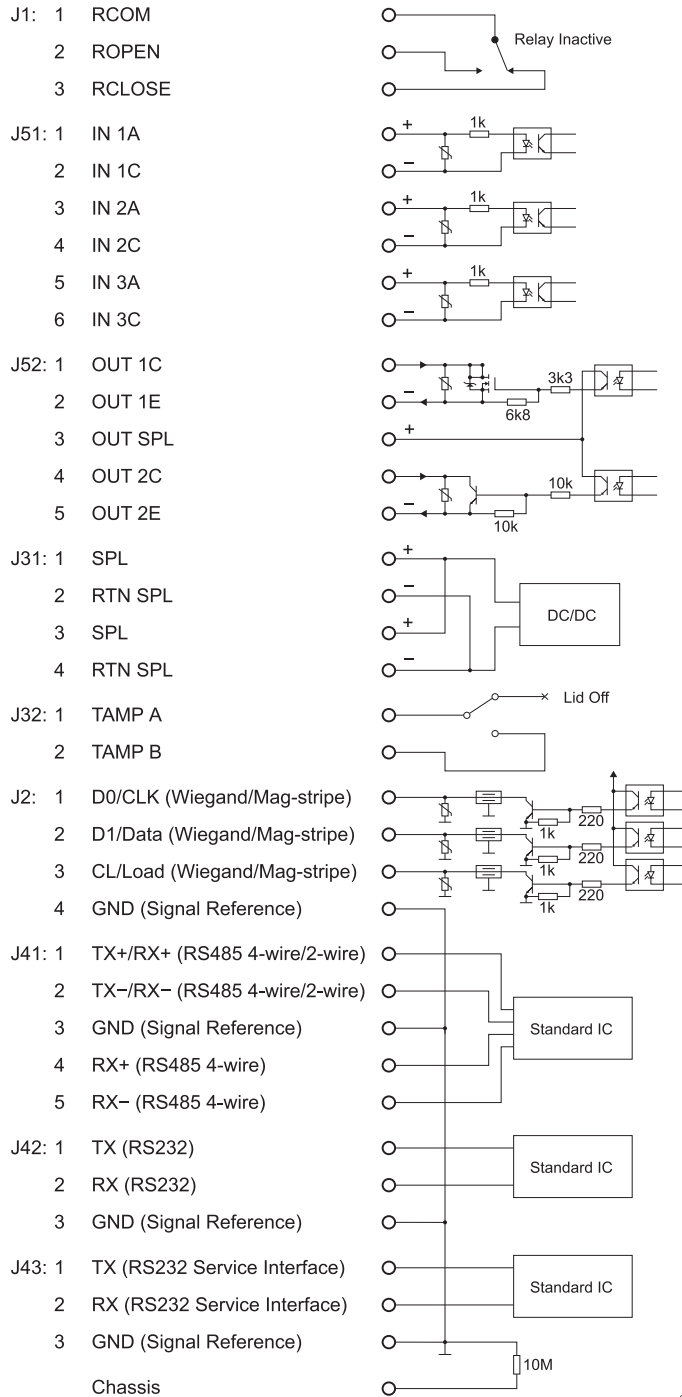 J1: 1 RCOM
Relay Inactive
2 ROPEN
3 RCLOSE
J51: 1 IN 1A + 1k
2 IN 1C −
3 IN 2A + 1k
4 IN 2C −
5 IN 3A + 1k
6 IN 3C −
J52: 1 OUT 1C
3k3
2 OUT 1E −
6k8
3 OUT SPL +
4 OUT 2C
10k
5 OUT 2E −
10k
J31: 1 SPL +
2 RTN SPL −
DC/DC
3 SPL +
4 RTN SPL −
Lid Off
J32: 1 TAMP A
2 TAMP B
J2: 1 D0/CLK (Wiegand/Mag-stripe)
1k 220
2 D1/Data (Wiegand/Mag-stripe)
1k 220
3 CL/Load (Wiegand/Mag-stripe)
1k 220
4 GND (Signal Reference)
J41: 1 TX+/RX+ (RS485 4-wire/2-wire)
2 TX−/RX− (RS485 4-wire/2-wire)
3 GND (Signal Reference)
Standard IC
4 RX+ (RS485 4-wire)
5 RX− (RS485 4-wire)
J42: 1 TX (RS232)
Standard IC
2 RX (RS232)
3 GND (Signal Reference)
J43: 1 TX (RS232 Service Interface)
Standard IC
2 RX (RS232 Service Interface)
3 GND (Signal Reference)
10M
Chassis